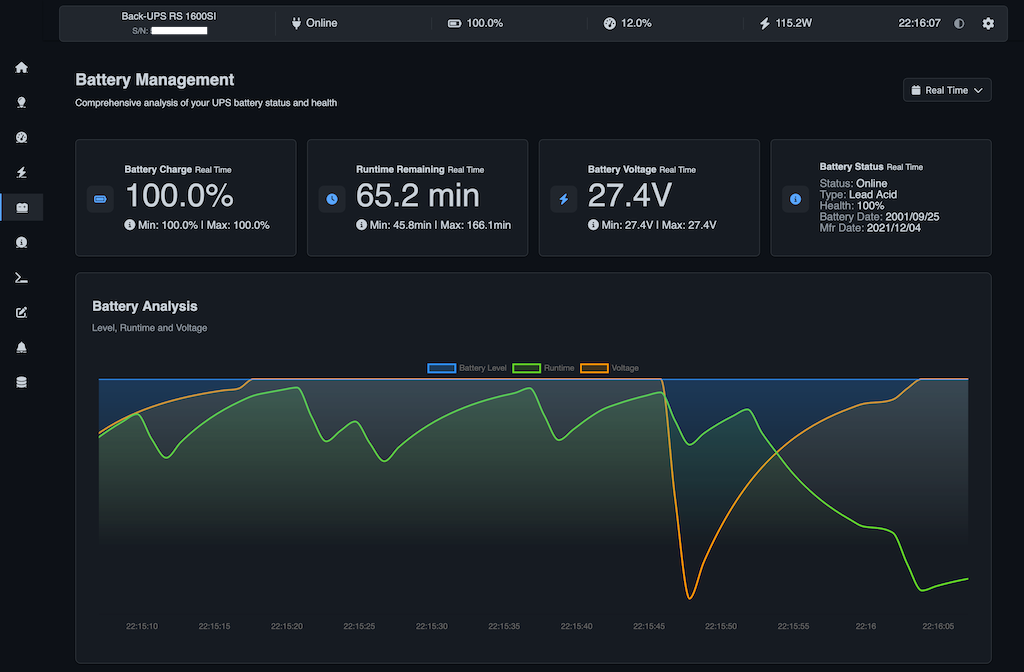 Back-UPS RS 1600SI
S/N:
Online
100.0%
12.0%
115.2W
22:16:07
Battery Management
Comprehensive analysis of your UPS battery status and health
Real Time
Battery Charge Real Time
100.0%
Min: 100.0% | Max: 100.0%
Runtime Remaining Real Time
65.2 min
Min: 45.8min | Max: 166.1min
Battery Voltage Real Time
27.4V
Min: 27.4V | Max: 27.4V
Battery Status Real Time
Status: Online
Type: Lead Acid
Health: 100%
Battery Date: 2001/09/25
Mfr Date: 2021/12/04
Battery Analysis
Level, Runtime and Voltage
Battery Level Runtime Voltage
22:15:10 22:15:15 22:15:20 22:15:25 22:15:30 22:15:35 22:15:40 22:15:45 22:15:50 22:15:55 22:16 22:16:05